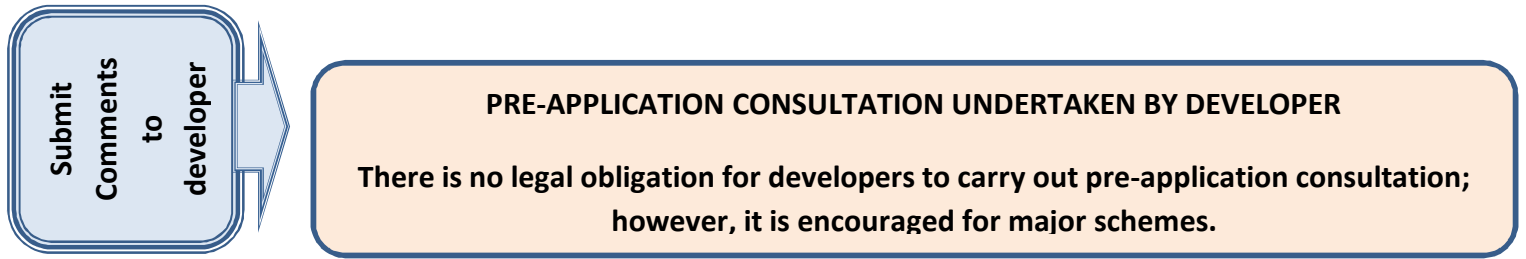 Submit
Comments
to
developer
PRE-APPLICATION CONSULTATION UNDERTAKEN BY DEVELOPER
There is no legal obligation for developers to carry out pre-application consultation;
however, it is encouraged for major schemes.